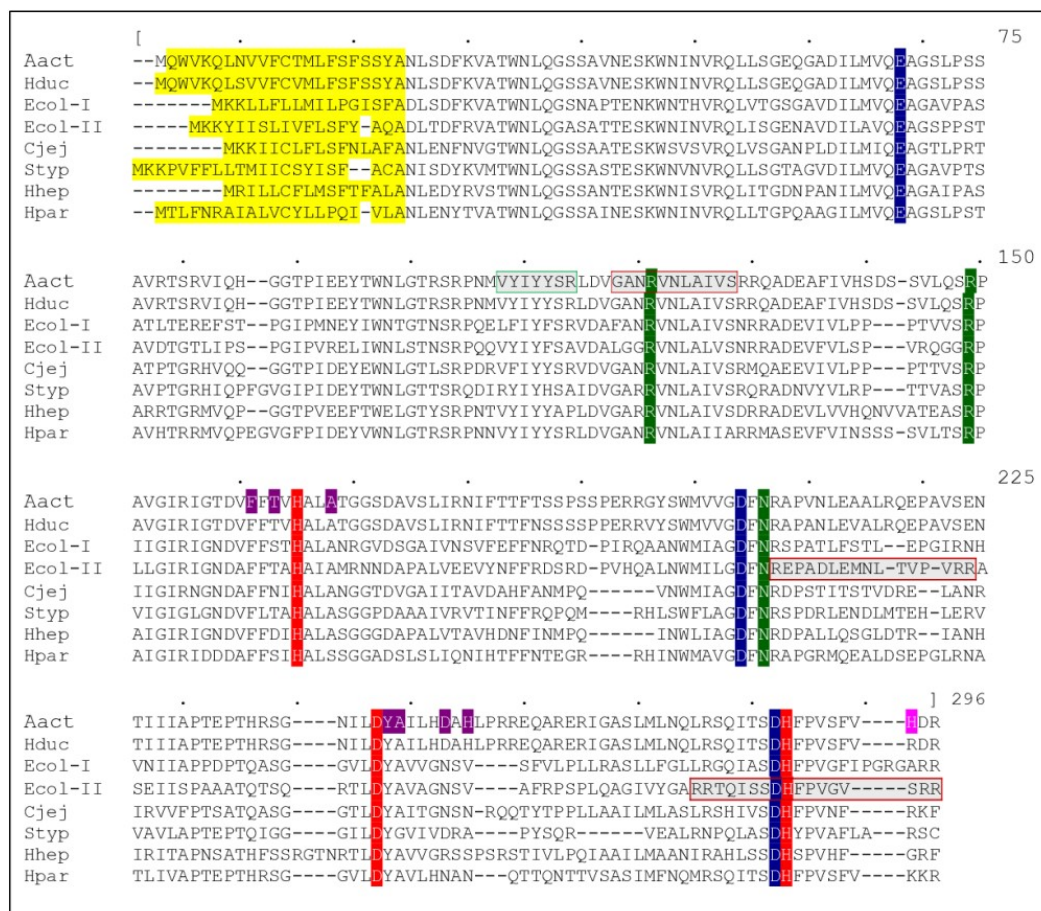 [ . . . . . . . 75
Aact --MQWVKQLNVVFCTMLFSFSSYANLSDFKVATWNLQGSSAVNESKWNINVRQLLSGEQGADILMVQEAGSLPSS
Hduc --MQWVKQLSVVFCVMLFSFSSYANLSDFKVATWNLQGSSAVNESKWNINVRQLLSGEQGADILMVQEAGSLPSS
Ecol-I -------MKKLLFLLMILPGISFADLSDFKVATWNLQGSNAPTENKWNTHVRQLVTGSGAVDILMVQEAGAVPAS
Ecol-II -----MKKYIISLIVFLSFY-AQADLTDFRVATWNLQGASATTESKWNINVRQLISGENAVDILAVQEAGSPPST
Cjej --------MKKIICLFLSFNLAFANLENFNVGTWNLQGSSAATESKWSVSVRQLVSGANPLDILMIQEAGTLPRT
Styp MKKPVFFLLTMIICSYISF--ACANISDYKVMTWNLQGSSASTESKWNVNVRQLLSGTAGVDILMVQEAGAVPTS
Hhep --------MRILLCFLMSFTFALANLEDYRVSTWNLQGSSANTESKWNISVRQLITGDNPANILMVQEAGAIPAS
Hpar --MTLFNRAIALVCYLLPQI-VLANLENYTVATWNLQGSSAINESKWNINVRQLLTGPQAAGILMVQEAGSLPST
. . . . . . . 150
Aact AVRTSRVIQH--GGTPIEEYTWNLGTRSRPNMVYIYYSRLDVGANRVNLAIVSRRQADEAFIVHSDS-SVLQSRP
Hduc AVRTSRVIQH--GGTPIEEYTWNLGTRSRPNMVYIYYSRLDVGANRVNLAIVSRRQADEAFIVHSDS-SVLQSRP
Ecol-I ATLTEREFST--PGIPMNEYIWNTGTNSRPQELFIYFSRVDAFANRVNLAIVSNRRADEVIVLPP---PTVVSRP
Ecol-II AVDTGTLIPS--PGIPVRELIWNLSTNSRPQQVYIYFSAVDALGGRVNLALVSNRRADEVFVLSP---VRQGGRP
Cjej ATPTGRHVQQ--GGTPIDEYEWNLGTLSRPDRVFIYYSRVDVGANRVNLAIVSRMQAEEVIVLPP---PTTVSRP
Styp AVPTGRHIQPFGVGIPIDEYTWNLGTTSRQDIRYIYHSAIDVGANRVNLAIVSRQRADNVYVLRP---TTVASRP
Hhep ARRTGRMVQP--GGTPVEEFTWELGTYSRPNTVYIYYAPLDVGARRVNLAIVSDRRADEVLVVHQNVVATEASRP
Hpar AVHTRRMVQPEGVGFPIDEYVWNLGTRSRPNNVYIYYSRLDVGANRVNLAIIARRMASEVFVINSSS-SVLTSRP
. . . . . . . 225
Aact AVGIRIGTDVFFTVHALATGGSDAVSLIRNIFTTFTSSPSSPERRGYSWMVVGDFNRAPVNLEAALRQEPAVSEN
Hduc AVGIRIGTDVFFTVHALATGGSDAVSLIRNIFTTFNSSSSPPERRVYSWMVVGDFNRAPANLEVALRQEPAVSEN
Ecol-I IIGIRIGNDVFFSTHALANRGVDSGAIVNSVFEFFNRQTD-PIRQAANWMIAGDFNRSPATLFSTL--EPGIRNH
Ecol-II LLGIRIGNDVFFTAHAIAMRNNDAPALVEEVYNFFRDSRD-PVHQALNWMILGDFNREPADLEMNL-TVP-VRRA
Cjej IIGIRNGNDVFFNIHALANGGTDVGAIITAVDAHFANMPQ------VNWMIAGDFNRDPSTITSTVDRE--LANR
Styp VIGIGLGNDVFLTAHALASGGPDAAAIVRVTINFFRQPQM---RHLSWFLAGDFNRSPDRLENDLMTEH-LERV
Hhep AIGIRIGTDVFFDIHALASGGGDAPALVTAVHDNFINMPQ------INWLIAGDFNRDPALLQSGLDTR--IANH
Hpar AIGIRIDDDAFFSIHALSSGGADSLSLIQNIHTFFNTEGR---RHINWMAVGDFNRAPGRMQEALDSEPGLRNA
. . . . . . ] 296
Aact TIIIAPTEPTHRSG----NILDYAILHDAHLPRREQARERIGASLMLNQLRSQITSDHFPVSFV----HDR
Hduc TIIIAPTEPTHRSG----NILDYAILHDAHLPRREQARERIGASLMLNQLRSQITSDHFPVSFV----RDR
Ecol-I VNIIAPPDPTQASG----GVLDYAVVGNSV---SFVLPLLRASLLFGLLRGQIASDHFPVGFIPGRGARR
Ecol-II SEIISPAAATQTSQ----RTLDYAVAGNSV---AFRPSPLQAGIVYGARRTQISSDHFPVGV-----SRR
Cjej IRVVFPTSATQASG----GTLDYAITGNSN-RQQTYTPPLLAAILMLASLRSHIVSDHFPVNF----RKF
Styp VAVLAPTEPTQIGG----GILDYGVIVDRA---PYSQR-----VEALRNPQLASDHYPVAFLA--RSC
Hhep IRITAPNSATHFSSRGTNRTLDYAVVGRSSPSRSTIVLPQIAAILMAANIRAHLSSDHSPVHF----GRF
Hpar TLIVAPTEPTHRSG----GVLDYAVLHNAN---QTTQNTTVSASIMFNQMRSQITSDHFPVSFV----KKR